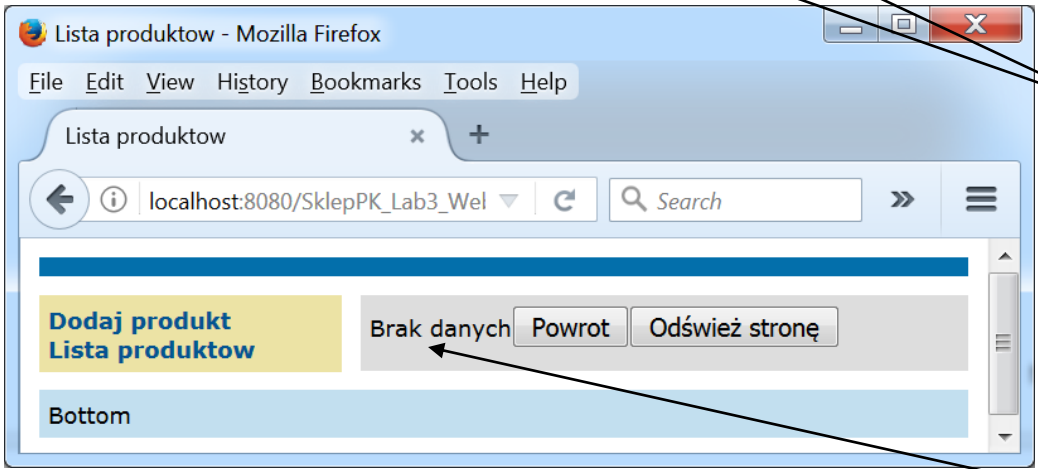 Lista produktow - Mozilla Firefox
File Edit View History Bookmarks Tools Help
Lista produktow × +
localhost:8080/SklepPK_Lab3_Wel Search »
Dodaj produkt
Lista produktow
Brak danych Powrot Odśwież stronę
Bottom